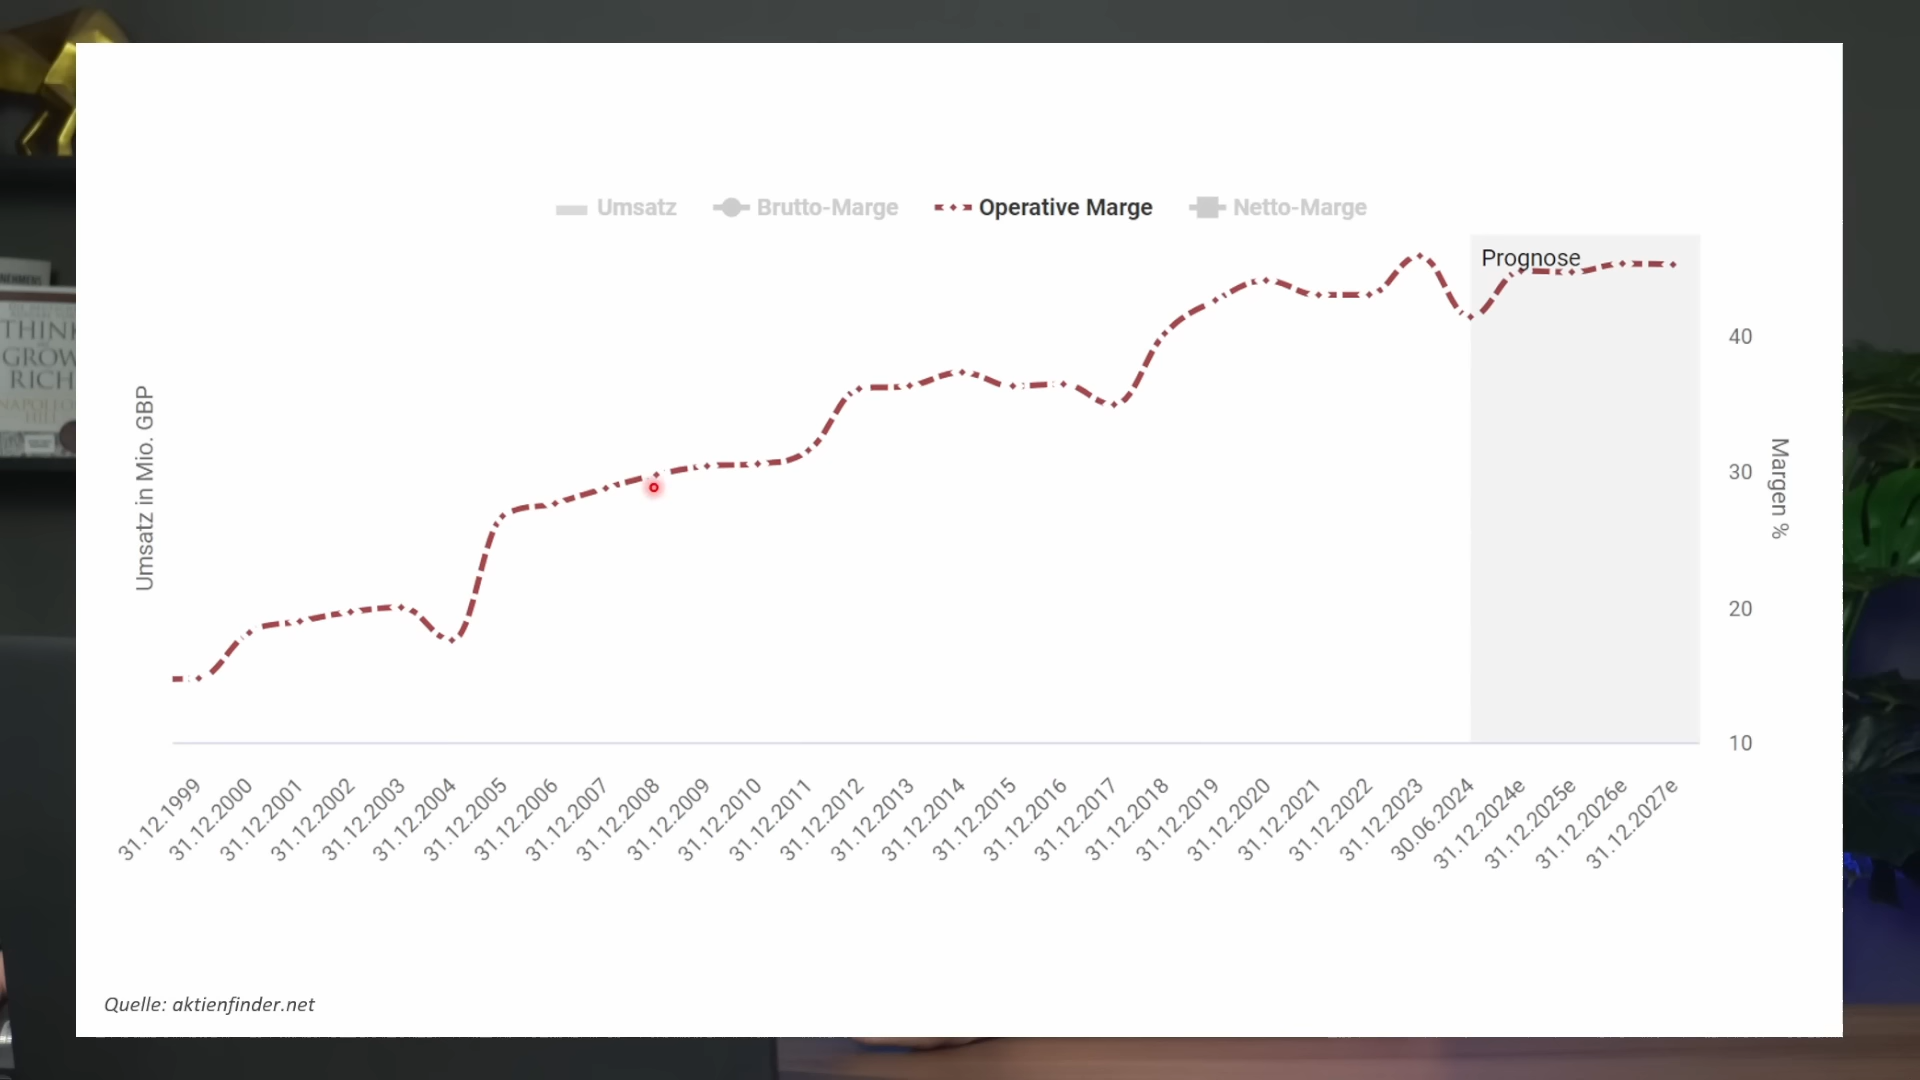 Umsatz
Brutto-Marge
Operative Marge
Netto-Marge
Prognose
40
30
20
10
Umsatz in Mio. GBP
Margen %
31.12.1999
31.12.2000
31.12.2001
31.12.2002
31.12.2003
31.12.2004
31.12.2005
31.12.2006
31.12.2007
31.12.2008
31.12.2009
31.12.2010
31.12.2011
31.12.2012
31.12.2013
31.12.2014
31.12.2015
31.12.2016
31.12.2017
31.12.2018
31.12.2019
31.12.2020
31.12.2021
31.12.2022
31.12.2023
30.06.2024
31.12.2024e
31.12.2025e
31.12.2026e
31.12.2027e
Quelle: aktienfinder.net
THINK
GROW
RICH